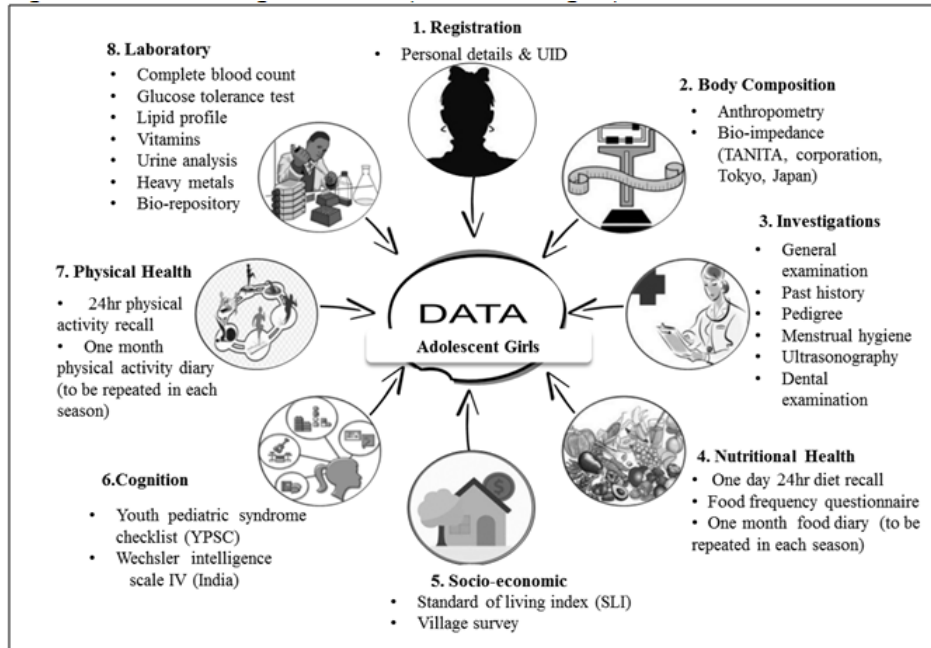 1. Registration
• Personal details & UID
2. Body Composition
• Anthropometry
• Bio-impedance
(TANITA, corporation,
Tokyo, Japan)
3. Investigations
• General
examination
• Past history
• Pedigree
• Menstrual hygiene
• Ultrasonography
• Dental
examination
4. Nutritional Health
• One day 24hr diet recall
• Food frequency questionnaire
• One month food diary (to be
repeated in each season)
5. Socio-economic
• Standard of living index (SLI)
• Village survey
6.Cognition
• Youth pediatric syndrome
checklist (YPSC)
• Wechsler intelligence
scale IV (India)
7. Physical Health
• 24hr physical
activity recall
• One month
physical activity diary
(to be repeated in each
season)
8. Laboratory
• Complete blood count
• Glucose tolerance test
• Lipid profile
• Vitamins
• Urine analysis
• Heavy metals
• Bio-repository
DATA
Adolescent Girls
$